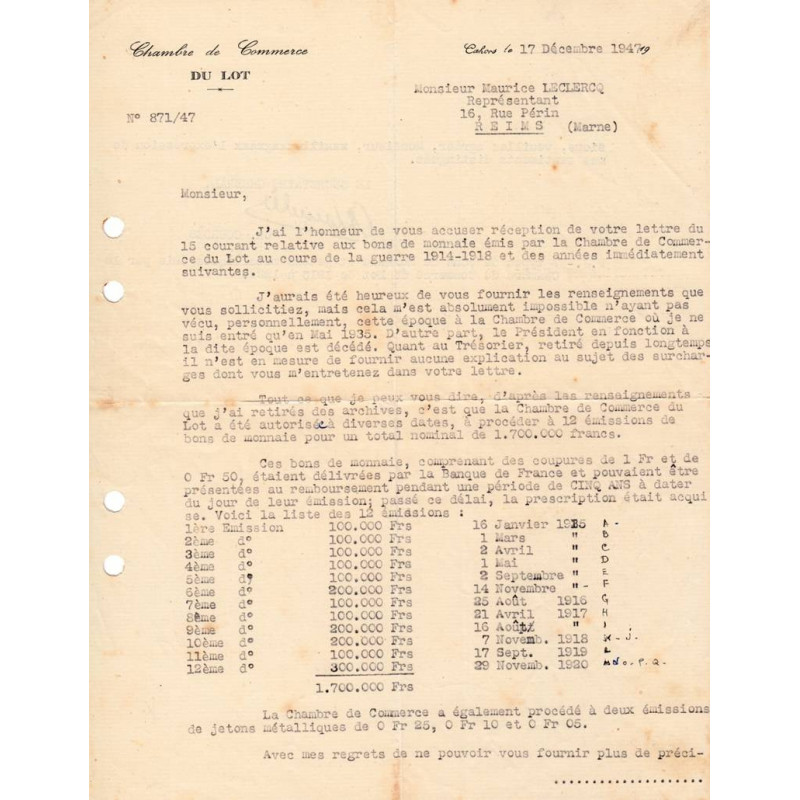 Chambre de Commerce
DU LOT
Nº 871/47
Cahors le 17 Décembre 1947 19
Monsieur Maurice LECLERCQ
Représentant
16, Rue Périn
REIMS (Marne)
Monsieur,
J'ai l'honneur de vous accuser réception de votre lettre du
15 courant relative aux bons de monnaie émis par la Chambre de Commer-
ce du Lot au cours de la guerre 1914-1918 et des années immédiatement
suivantes.
J'aurais été heureux de vous fournir les renseignements que
vous sollicitiez, mais cela m'est absolument impossible n'ayant pas
vécu, personnellement, cette époque à la Chambre de Commerce où je ne
suis entré qu'en Mai 1935. D'autre part, le Président en fonction à
la dite époque est décédé. Quant au Trésorier, retiré depuis longtemps
il n'est en mesure de fournir aucune explication au sujet des surchar-
ges dont vous m'entretenez dans votre lettre.
Tout ce que je peux vous dire, d'après les renseignements
que j'ai retirés des archives, c'est que la Chambre de Commerce du
Lot a été autorisée à diverses dates, à procéder à 12 émissions de
bons de monnaie pour un total nominal de 1.700.000 francs.
Ces bons de monnaie, comprenant des coupures de 1 Fr et de
0 Fr 50, étaient délivrées par la Banque de France et pouvaient être
présentées au remboursement pendant une période de CINQ ANS à dater
du jour de leur émission; passé ce délai, la prescription était acqui
se. Voici la liste des 12 émissions :
1ère Emission 100.000 Frs 16 Janvier 1915 A -
2ème dº 100.000 Frs 1 Mars " B
3ème dº 100.000 Frs 2 Avril " C
4ème dº 100.000 Frs 1 Mai " D
5ème dº 100.000 Frs 2 Septembre " E
6ème dº 200.000 Frs 14 Novembre " - F
7ème dº 100.000 Frs 25 Août 1916 G
8ème dº 100.000 Frs 21 Avril 1917 H
9ème dº 200.000 Frs 16 Août " I
10ème dº 200.000 Frs 7 Novemb. 1918 K - J.
11ème dº 100.000 Frs 17 Sept. 1919 L
12ème dº 300.000 Frs 29 Novemb. 1920 M N O - P. Q.
1.700.000 Frs
La Chambre de Commerce a également procédé à deux émissions
de jetons métalliques de 0 Fr 25, 0 Fr 10 et 0 Fr 05.
Avec mes regrets de ne pouvoir vous fournir plus de préci-
....................